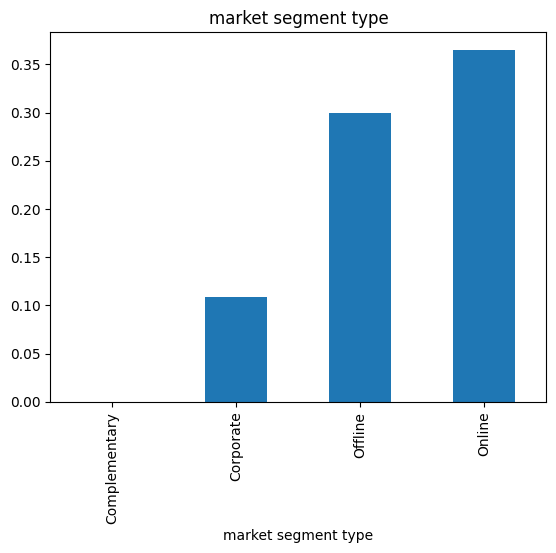 market segment type
0.35
0.30
0.25
0.20
0.15
0.10
0.05
0.00
Complementary
Corporate
Offline
Online
market segment type